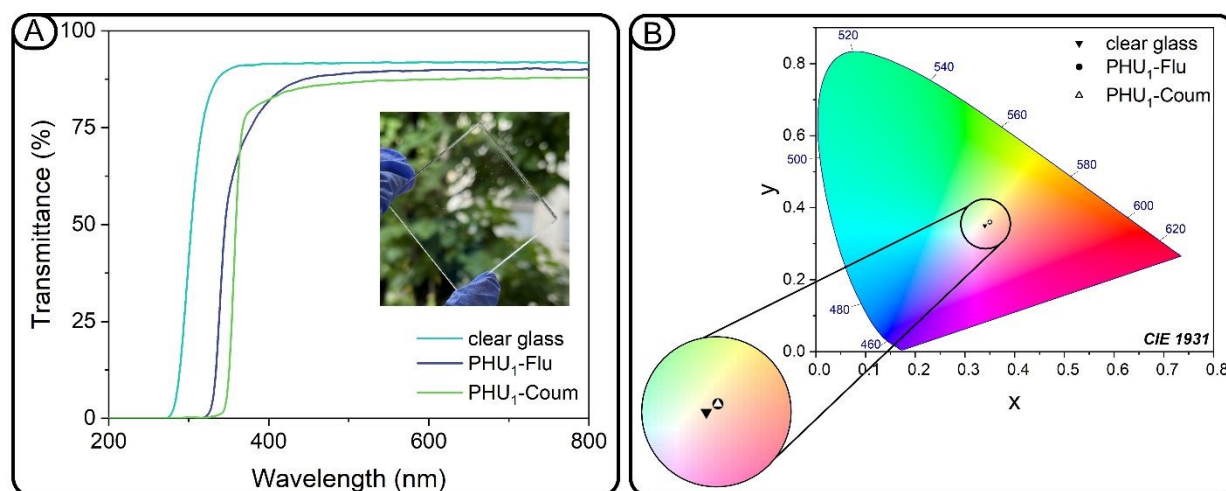 A
100
75
50
25
0
Transmittance (%)
clear glass
PHU₁-Flu
PHU₁-Coum
200
400
600
800
Wavelength (nm)
B
clear glass
PHU₁-Flu
PHU₁-Coum
0.8
0.6
0.4
0.2
0.0
y
520
540
560
500
580
600
620
480
460
CIE 1931
0.0
0.1
0.2
0.3
0.4
0.5
0.6
0.7
0.8
x